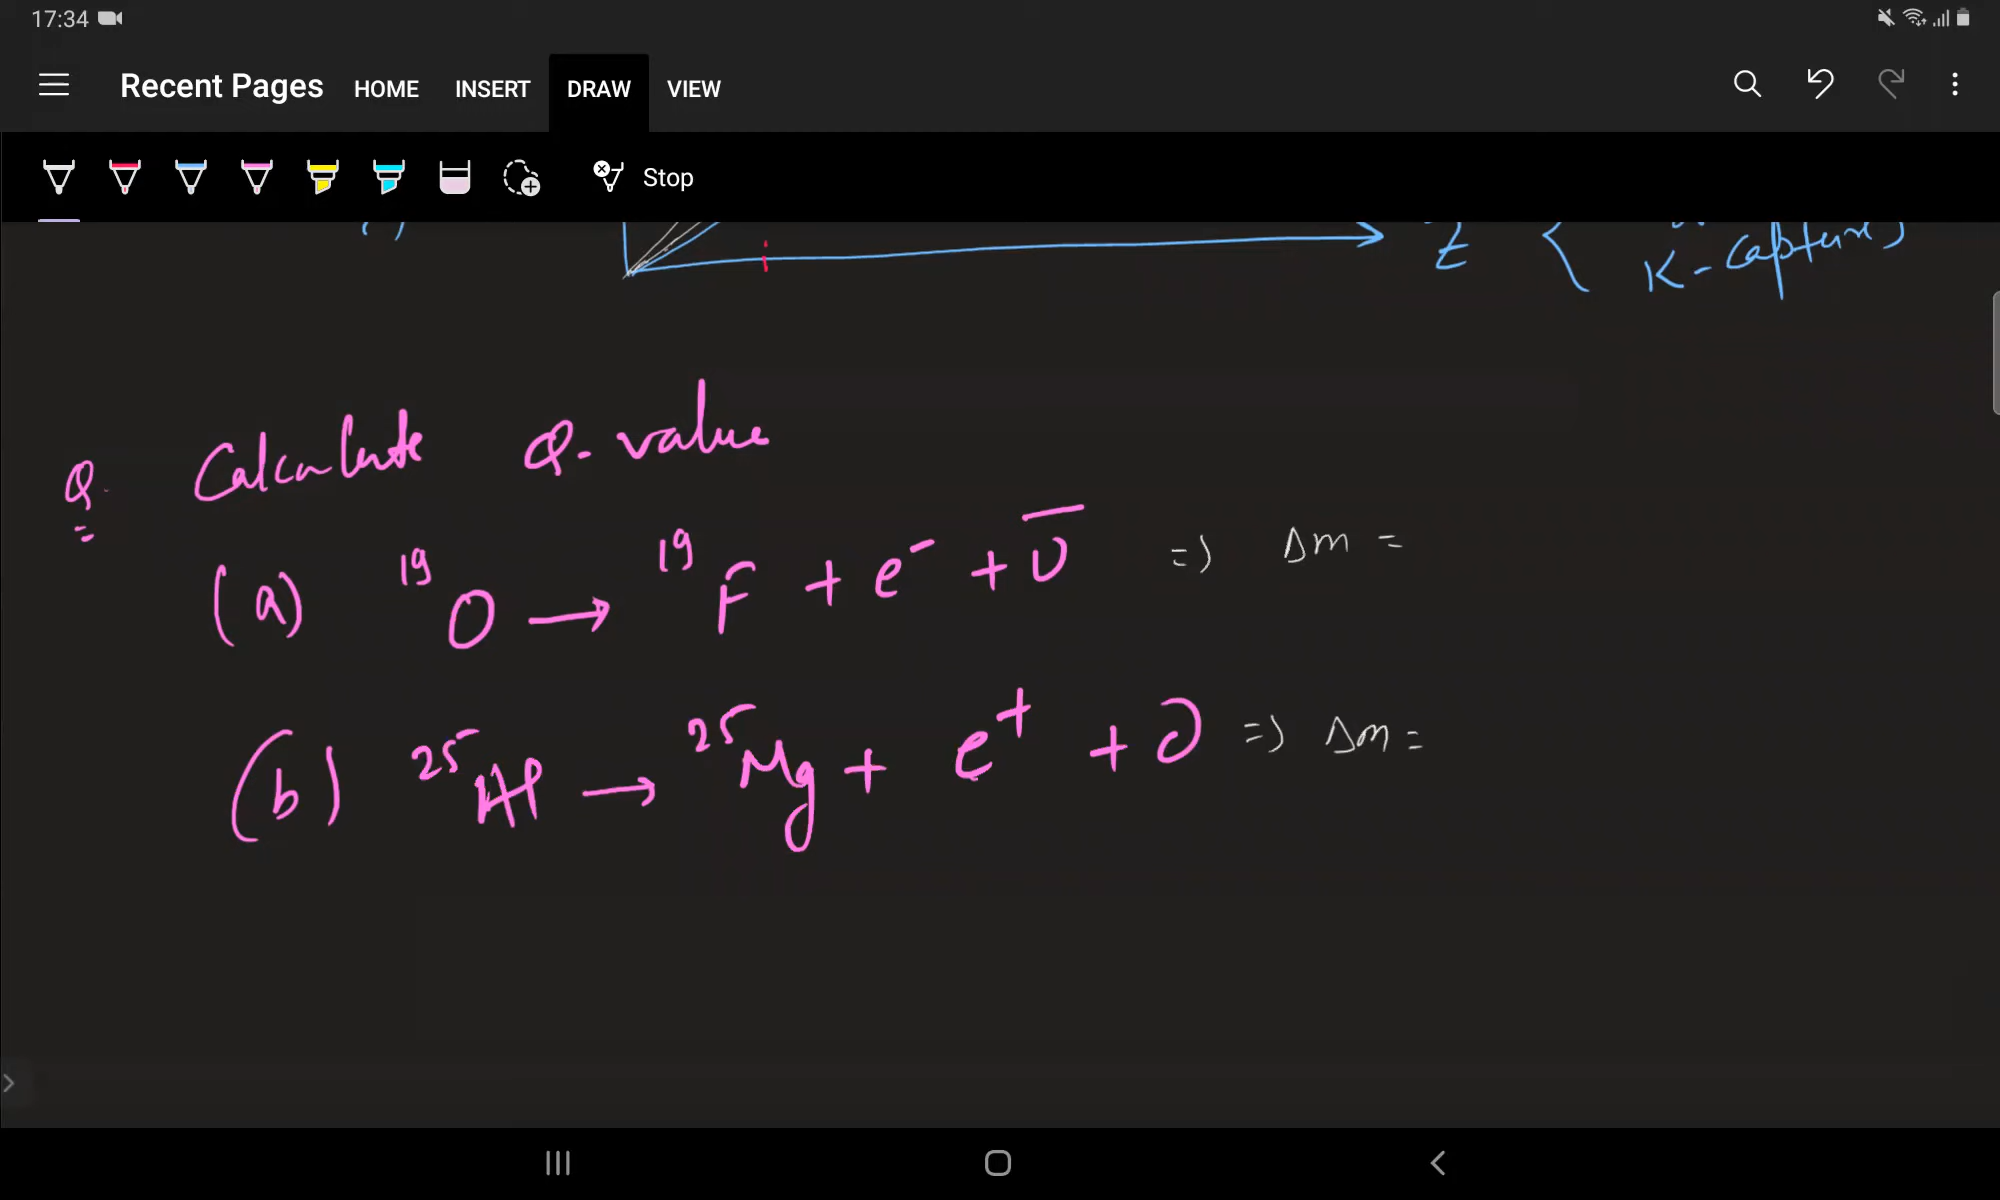 17:34
Recent Pages HOME INSERT DRAW VIEW
Stop
Z
K-Capture)
Q. Calculate Q-value
(a) ¹⁹O → ¹⁹F + e⁻ + ν̅ => Δm =
(b) ²⁵Al → ²⁵Mg + e⁺ + ν => Δm =